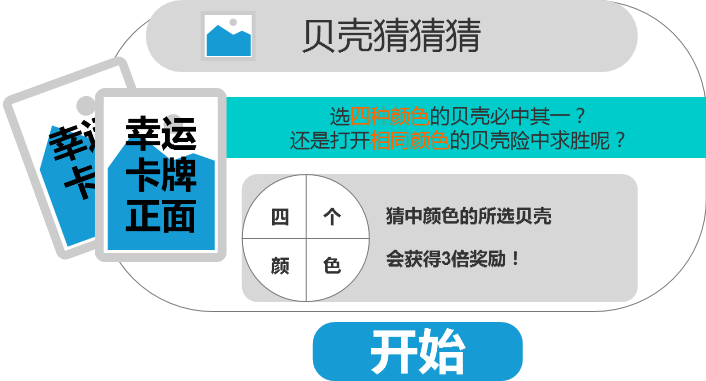 贝壳猜猜猜
选四种颜色的贝壳必中其一？
还是打开相同颜色的贝壳险中求胜呢？
幸运
卡
幸运
卡牌
正面
四个
颜色
猜中颜色的所选贝壳
会获得3倍奖励！
开始